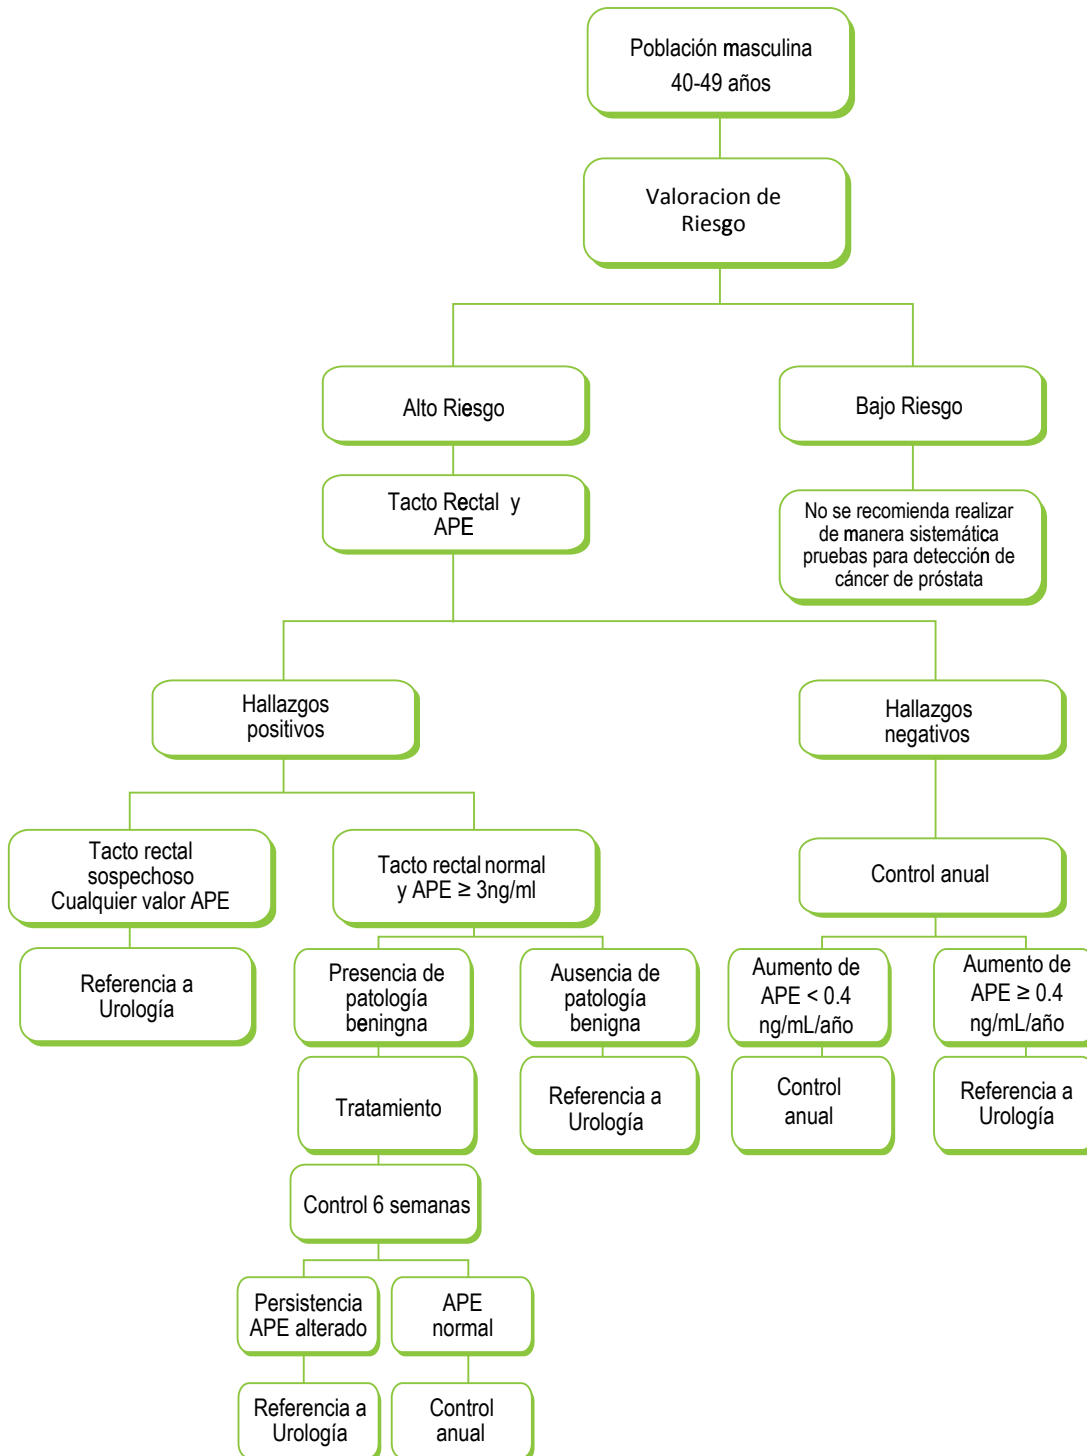 Población masculina
40-49 años
Valoracion de
Riesgo
Alto Riesgo
Bajo Riesgo
Tacto Rectal y
APE
No se recomienda realizar
de manera sistemática
pruebas para detección de
cáncer de próstata
Hallazgos
positivos
Hallazgos
negativos
Tacto rectal
sospechoso
Cualquier valor APE
Tacto rectal normal
y APE ≥ 3ng/ml
Control anual
Referencia a
Urología
Presencia de
patología
beningna
Ausencia de
patología
benigna
Aumento de
APE < 0.4
ng/mL/año
Aumento de
APE ≥ 0.4
ng/mL/año
Tratamiento
Referencia a
Urología
Control
anual
Referencia a
Urología
Control 6 semanas
Persistencia
APE alterado
APE
normal
Referencia a
Urología
Control
anual